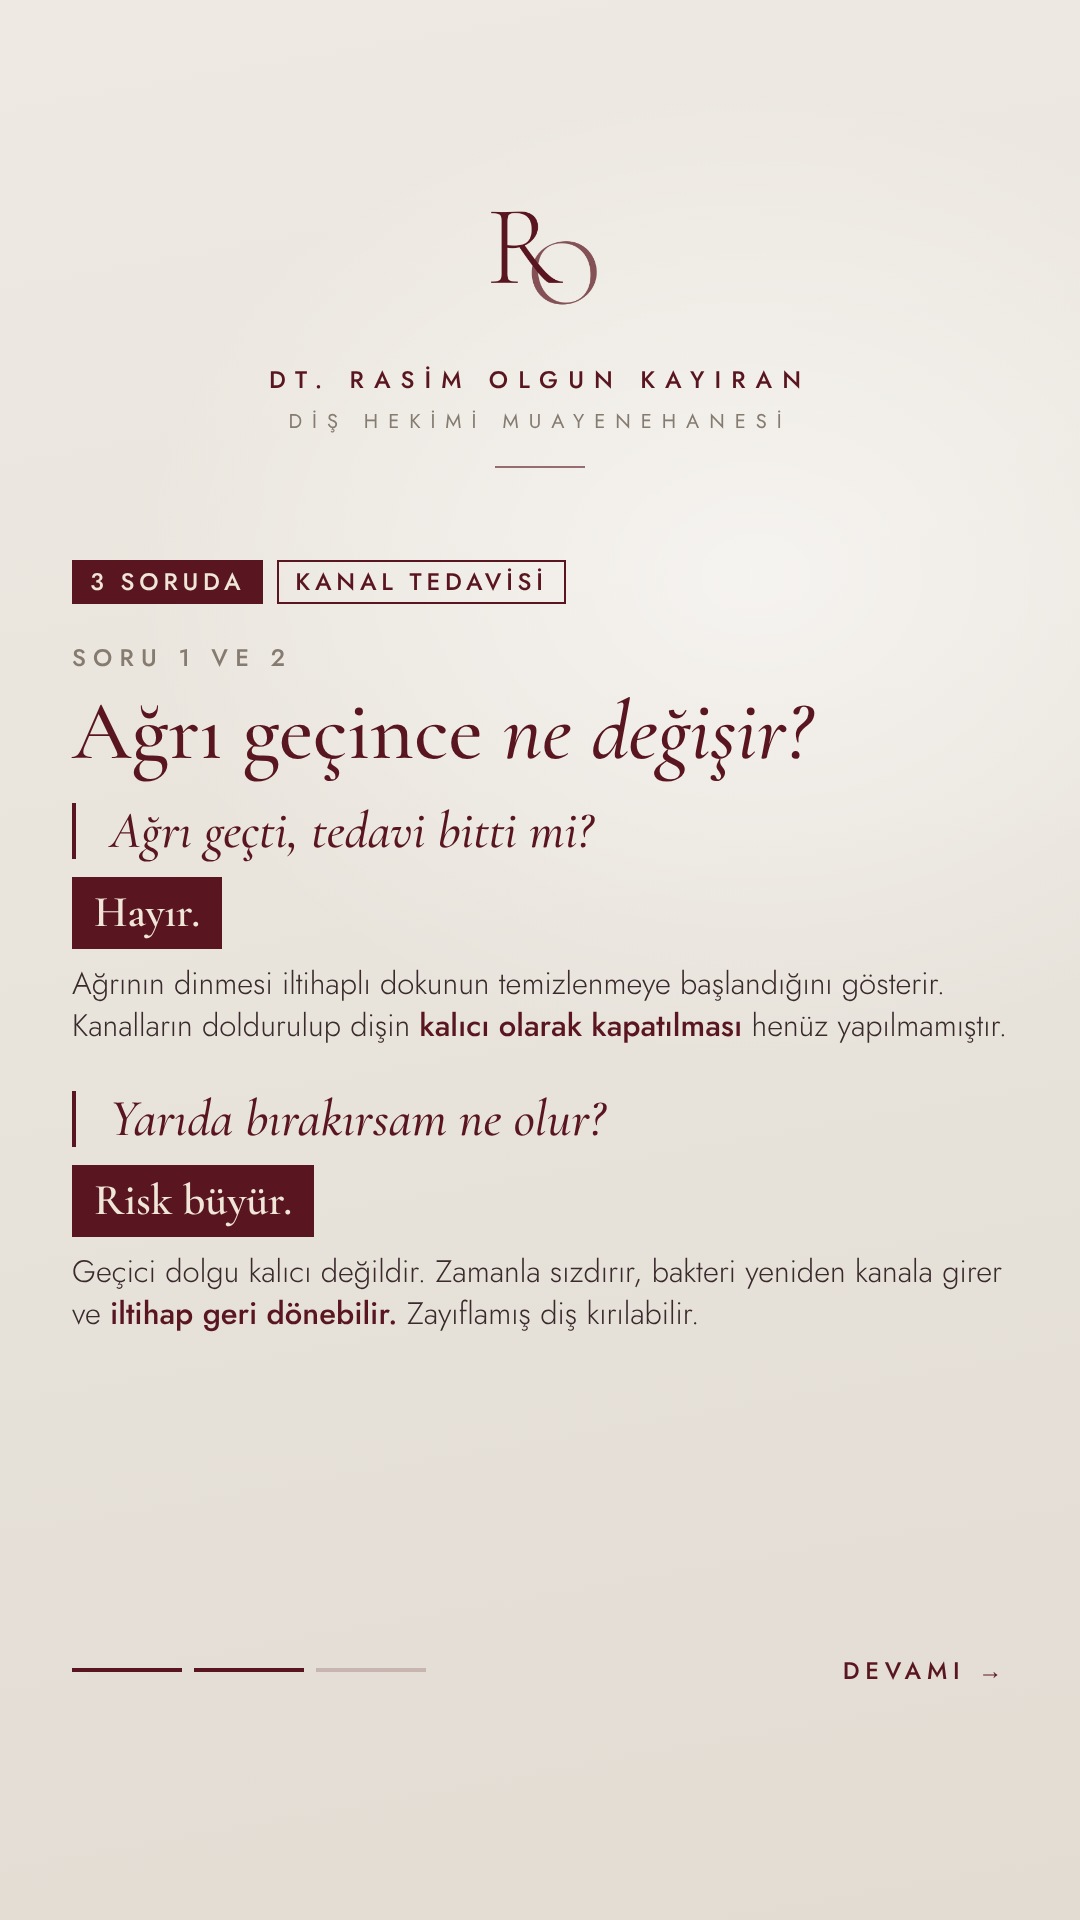 RO
DT. RASİM OLGUN KAYIRAN
DİŞ HEKİMİ MUAYENEHANESİ
3 SORUDA KANAL TEDAVİSİ
SORU 1 VE 2
Ağrı geçince ne değişir?
Ağrı geçti, tedavi bitti mi?
Hayır.
Ağrının dinmesi iltihaplı dokunun temizlenmeye başlandığını gösterir.
Kanalların doldurulup dişin kalıcı olarak kapatılması henüz yapılmamıştır.
Yarıda bırakırsam ne olur?
Risk büyür.
Geçici dolgu kalıcı değildir. Zamanla sızdırır, bakteri yeniden kanala girer
ve iltihap geri dönebilir. Zayıflamış diş kırılabilir.
DEVAMI →